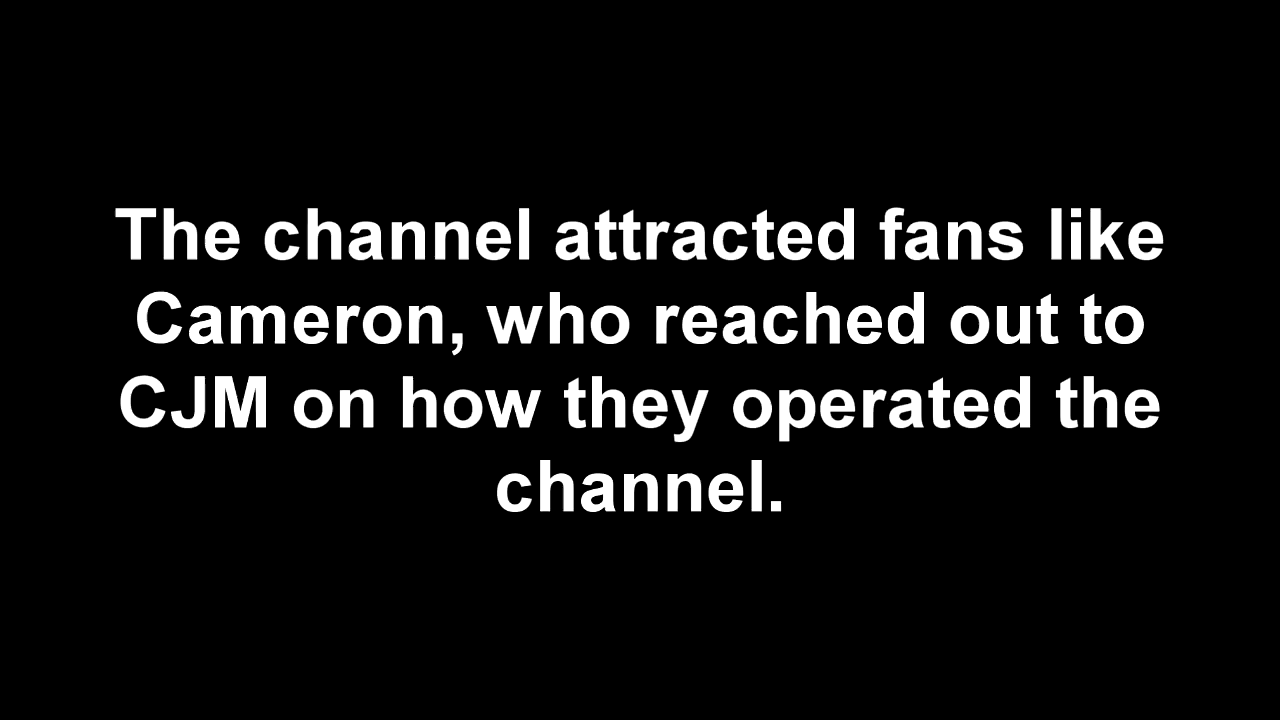 The channel attracted fans like
Cameron, who reached out to
CJM on how they operated the
channel.